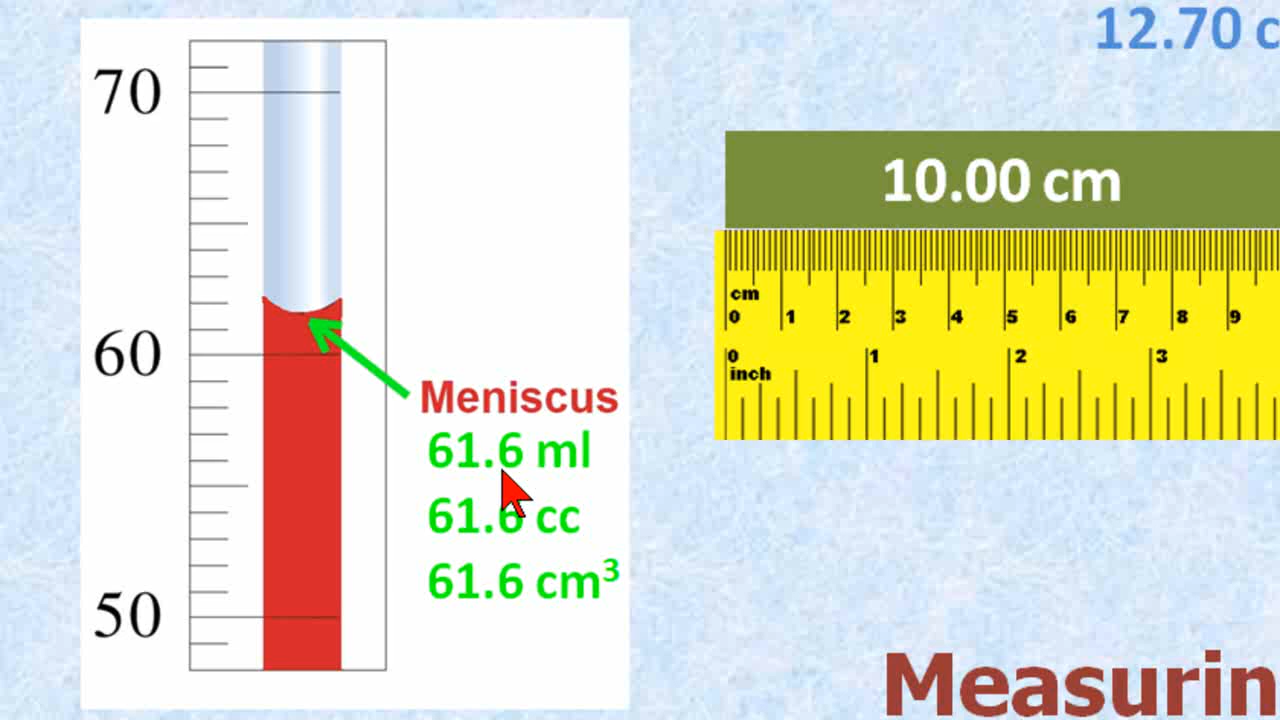 70
60
50
Meniscus
61.6 ml
61.6 cc
61.6 cm³
12.70 c
10.00 cm
cm
0 1 2 3 4 5 6 7 8 9
0 1 2 3
inch
Measurin